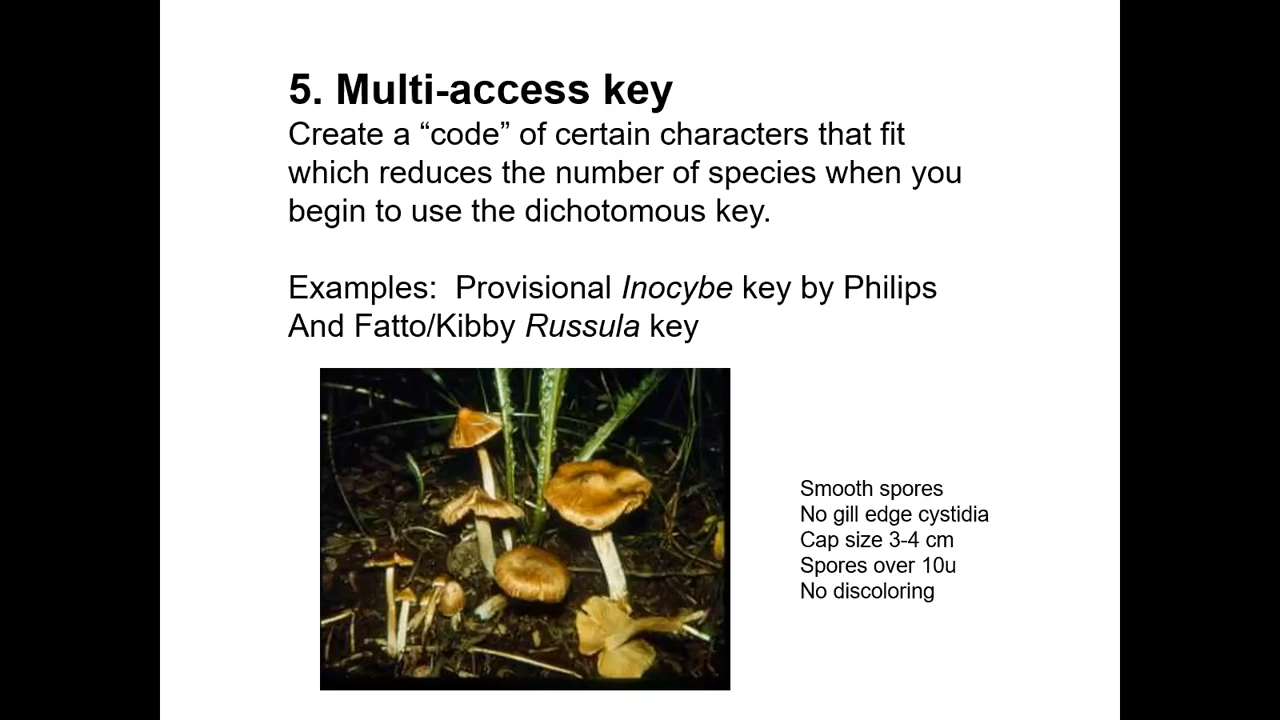 5. Multi-access key
Create a “code” of certain characters that fit
which reduces the number of species when you
begin to use the dichotomous key.
Examples:  Provisional Inocybe key by Philips
And Fatto/Kibby Russula key
Smooth spores
No gill edge cystidia
Cap size 3-4 cm
Spores over 10u
No discoloring